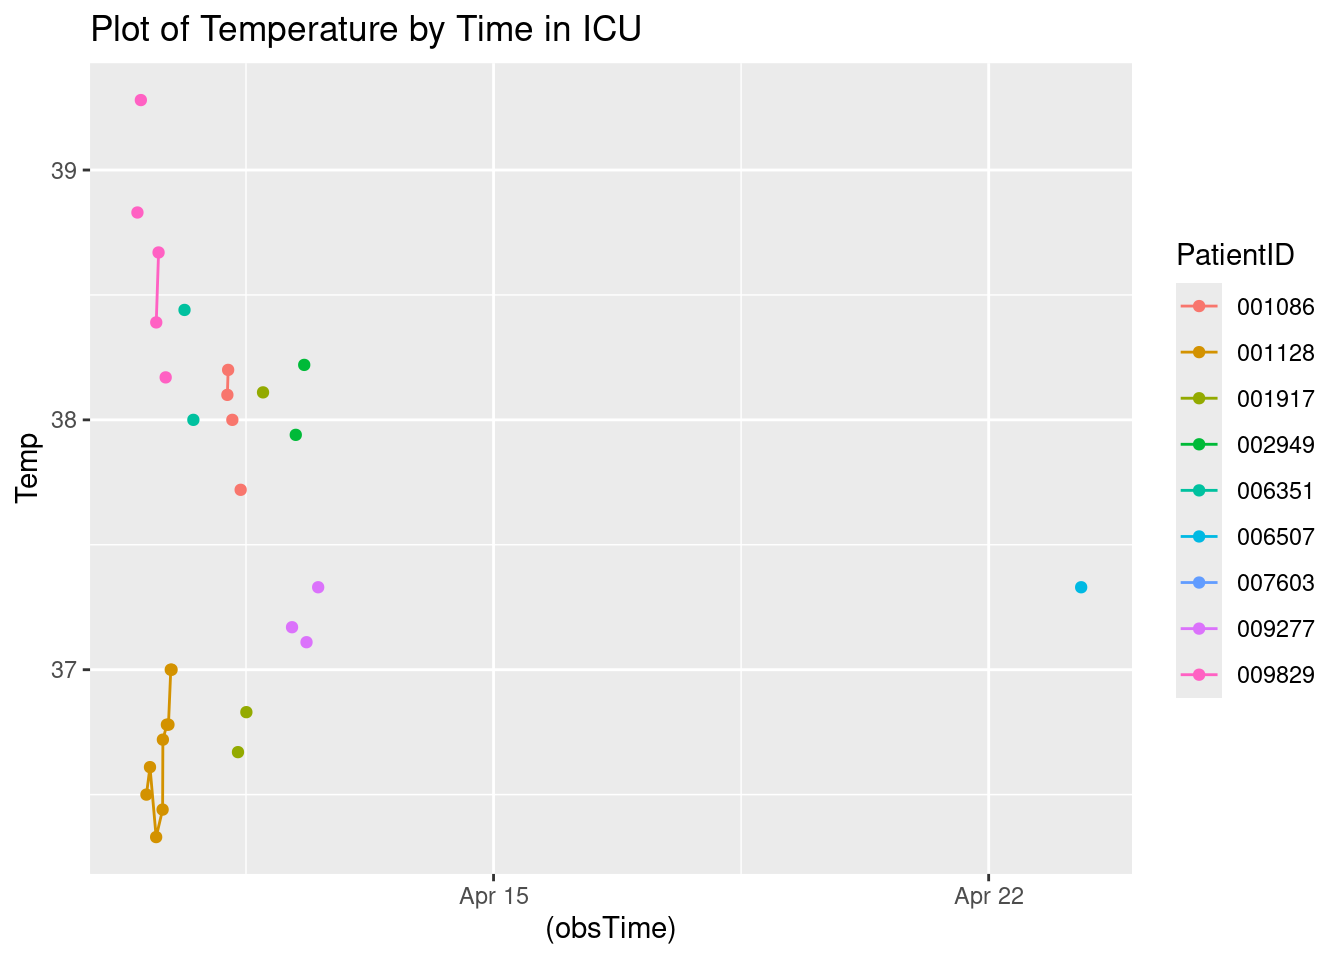 Plot of Temperature by Time in ICU
39
38
37
Temp
Apr 15
Apr 22
(obsTime)
PatientID
001086
001128
001917
002949
006351
006507
007603
009277
009829